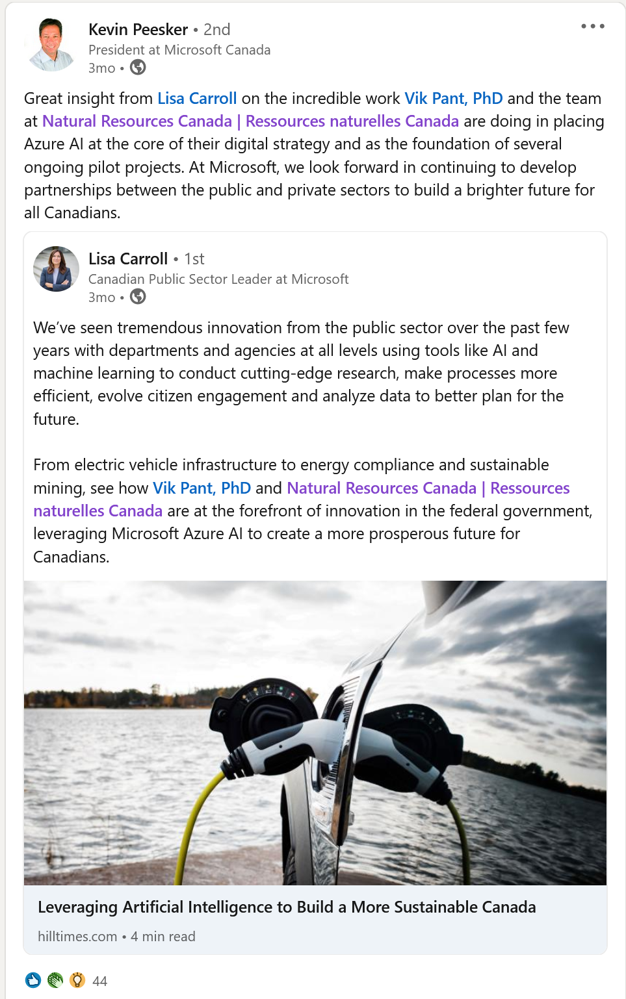 Kevin Peesker • 2nd
President at Microsoft Canada
3mo •
Great insight from Lisa Carroll on the incredible work Vik Pant, PhD and the team
at Natural Resources Canada | Ressources naturelles Canada are doing in placing
Azure AI at the core of their digital strategy and as the foundation of several
ongoing pilot projects. At Microsoft, we look forward in continuing to develop
partnerships between the public and private sectors to build a brighter future for
all Canadians.
Lisa Carroll • 1st
Canadian Public Sector Leader at Microsoft
3mo •
We’ve seen tremendous innovation from the public sector over the past few
years with departments and agencies at all levels using tools like AI and
machine learning to conduct cutting-edge research, make processes more
efficient, evolve citizen engagement and analyze data to better plan for the
future.
From electric vehicle infrastructure to energy compliance and sustainable
mining, see how Vik Pant, PhD and Natural Resources Canada | Ressources
naturelles Canada are at the forefront of innovation in the federal government,
leveraging Microsoft Azure AI to create a more prosperous future for
Canadians.
Leveraging Artificial Intelligence to Build a More Sustainable Canada
hilltimes.com • 4 min read
44